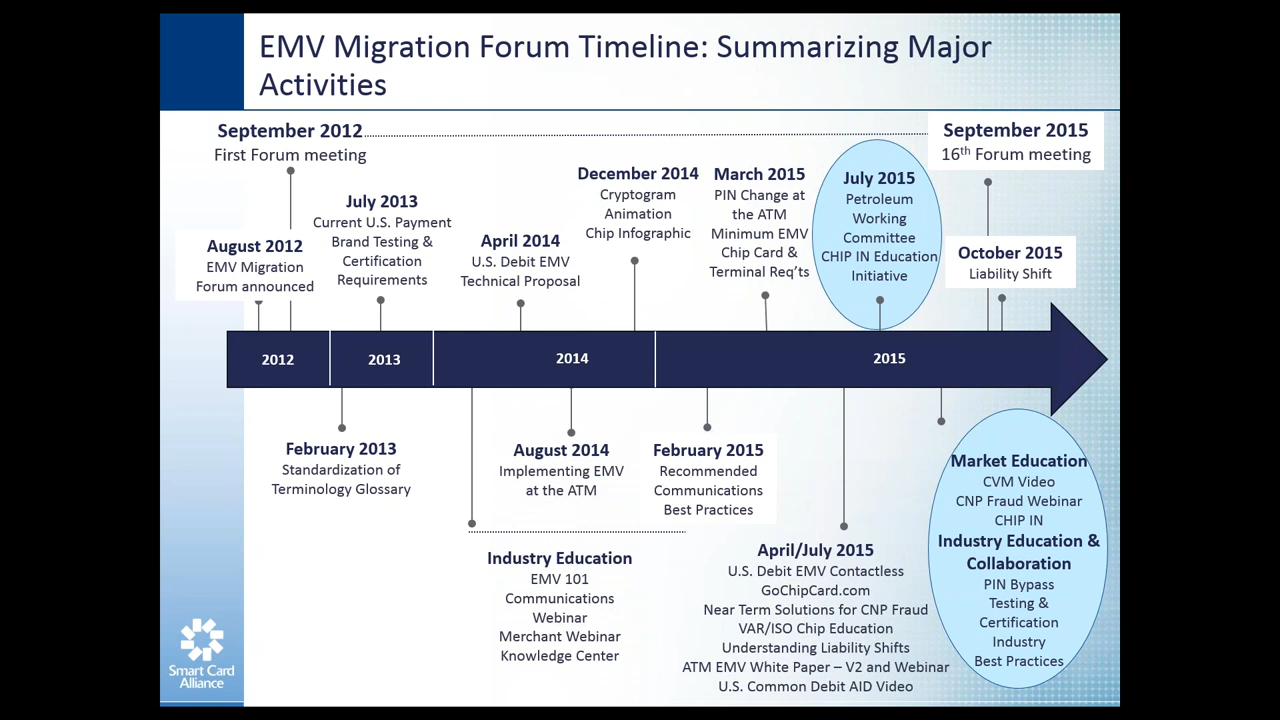 EMV Migration Forum Timeline: Summarizing Major
Activities
September 2012
First Forum meeting
September 2015
16th Forum meeting
August 2012
EMV Migration
Forum announced
July 2013
Current U.S. Payment
Brand Testing &
Certification
Requirements
April 2014
U.S. Debit EMV
Technical Proposal
December 2014
Cryptogram
Animation
Chip Infographic
March 2015
PIN Change at
the ATM
Minimum EMV
Chip Card &
Terminal Req’ts
July 2015
Petroleum
Working
Committee
CHIP IN Education
Initiative
October 2015
Liability Shift
2012
2013
2014
2015
February 2013
Standardization of
Terminology Glossary
August 2014
Implementing EMV
at the ATM
February 2015
Recommended
Communications
Best Practices
Industry Education
EMV 101
Communications
Webinar
Merchant Webinar
Knowledge Center
April/July 2015
U.S. Debit EMV Contactless
GoChipCard.com
Near Term Solutions for CNP Fraud
VAR/ISO Chip Education
Understanding Liability Shifts
ATM EMV White Paper – V2 and Webinar
U.S. Common Debit AID Video
Market Education
CVM Video
CNP Fraud Webinar
CHIP IN
Industry Education &
Collaboration
PIN Bypass
Testing &
Certification
Industry
Best Practices
Smart Card
Alliance